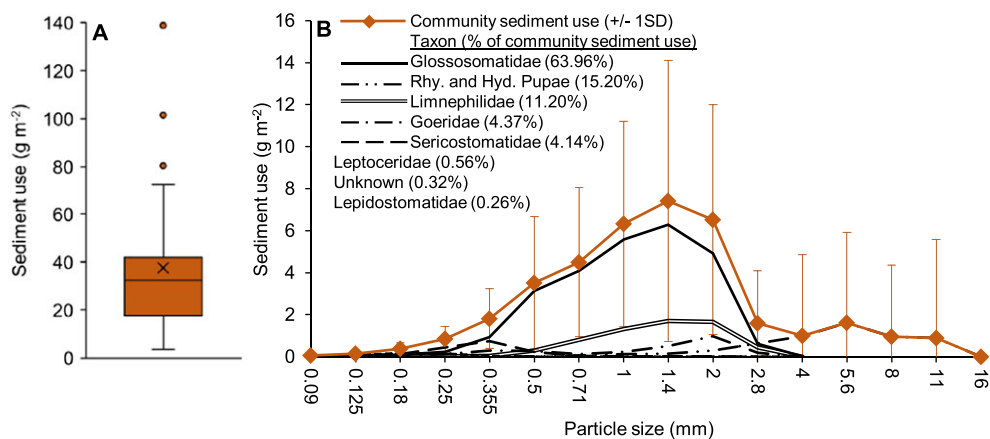 A
Sediment use (g m-2)
140
120
100
80
60
40
20
0
B
Sediment use (g m-2)
16
14
12
10
8
6
4
2
0
Community sediment use (+/- 1SD)
Taxon (% of community sediment use)
Glossosomatidae (63.96%)
Rhy. and Hyd. Pupae (15.20%)
Limnephilidae (11.20%)
Goeridae (4.37%)
Sericostomatidae (4.14%)
Leptoceridae (0.56%)
Unknown (0.32%)
Lepidostomatidae (0.26%)
0.09
0.125
0.18
0.25
0.355
0.5
0.71
1
1.4
2
2.8
4
5.6
8
11
16
Particle size (mm)